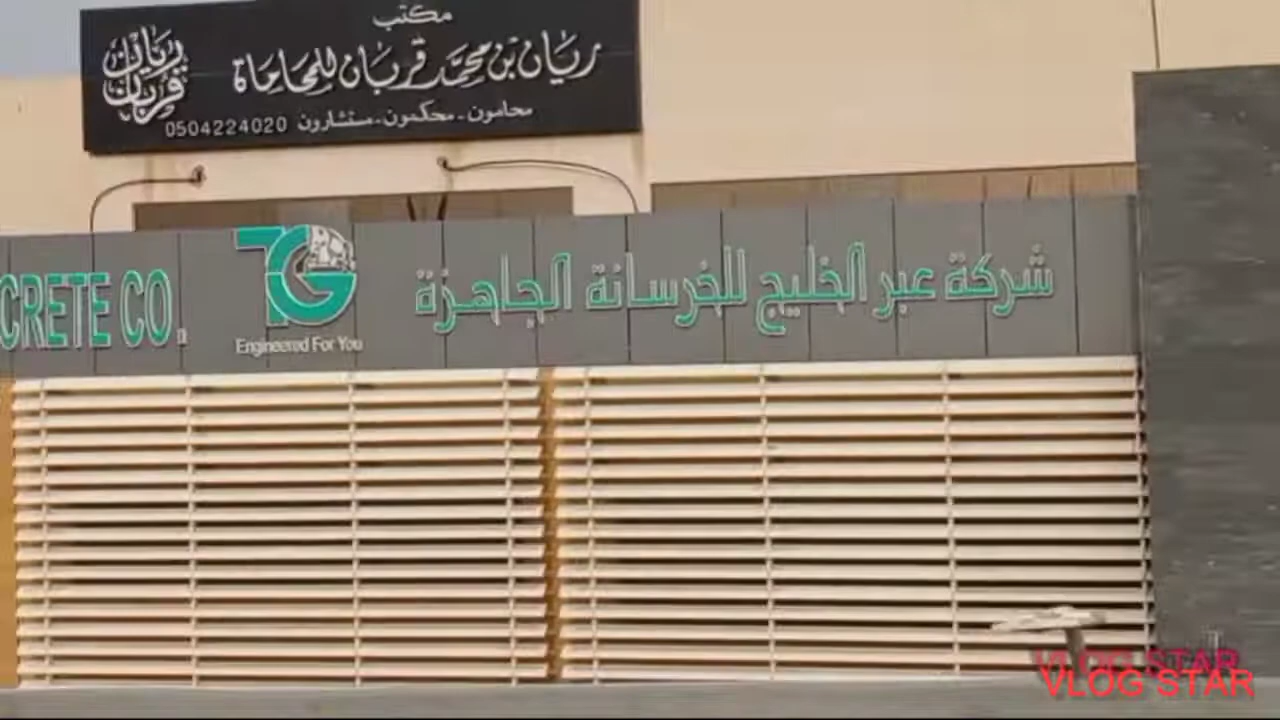 مكتب
ريان بن محمد قربان للمحاماة
ريان
قربان
محامون - محكمون - مستشارون 0504224020
شركة عبر الخليج للخرسانة الجاهزة
TG
Engineered For You
CRETE CO.
VLOG STAR
VLOG STAR